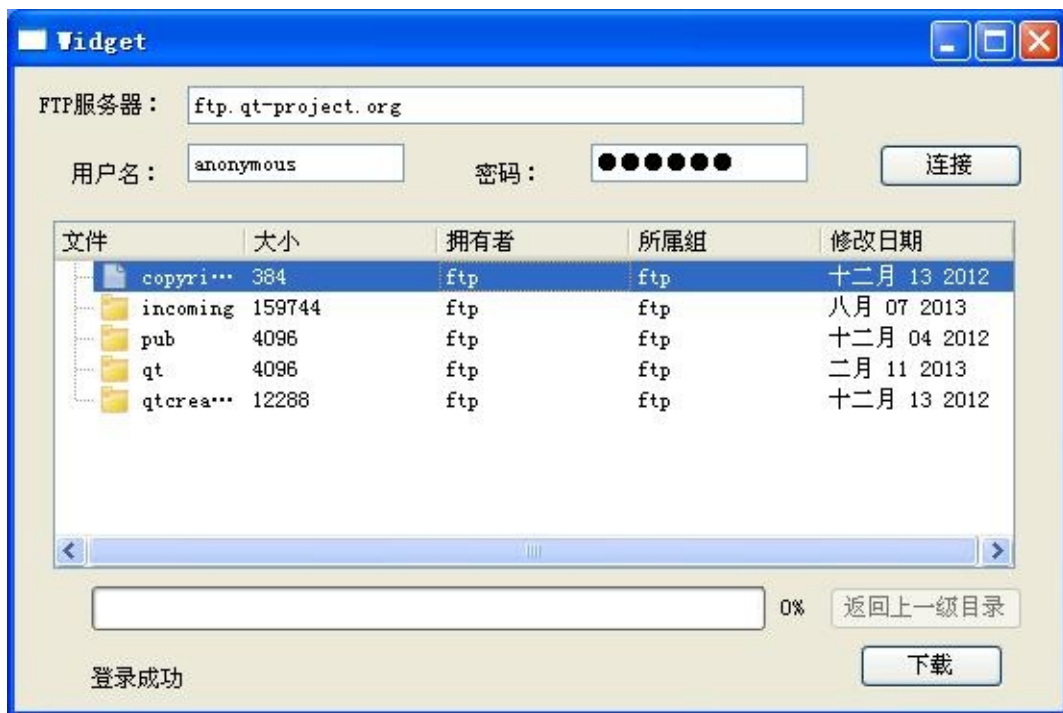 Widget
FTP服务器： ftp.qt-project.org
用户名： anonymous 密码： ●●●●●● 连接
文件 大小 拥有者 所属组 修改日期
copyri… 384 ftp ftp 十二月 13 2012
incoming 159744 ftp ftp 八月 07 2013
pub 4096 ftp ftp 十二月 04 2012
qt 4096 ftp ftp 二月 11 2013
qtcrea… 12288 ftp ftp 十二月 13 2012
0% 返回上一级目录
登录成功 下载